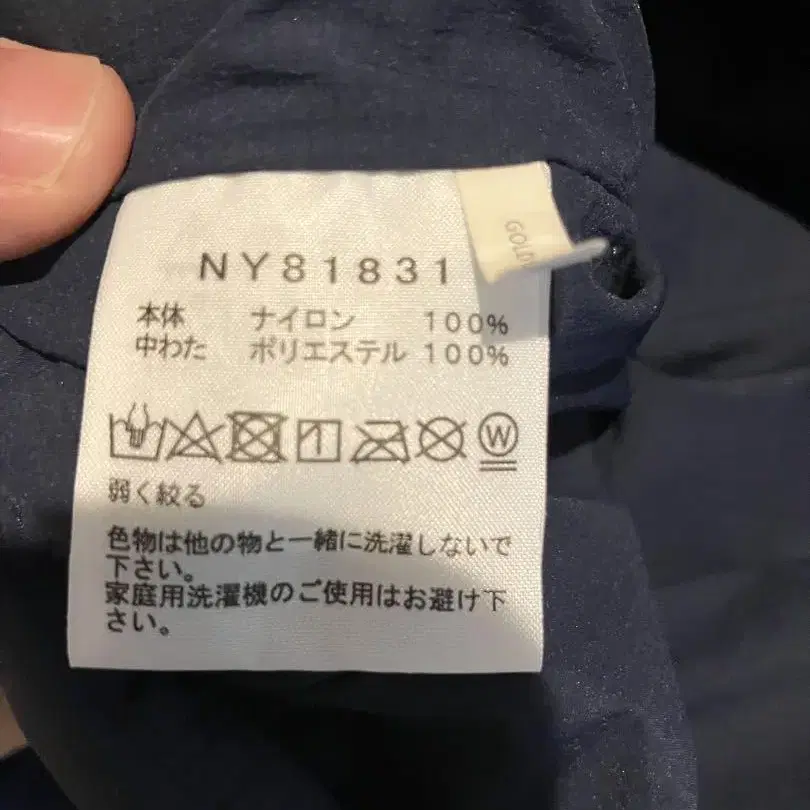 GOLD
NY81831
本体 ナイロン 100%
中わた ポリエステル 100%
W
弱く絞る
色物は他の物と一緒に洗濯しないで
下さい。
家庭用洗濯機のご使用はお避け下
さい。